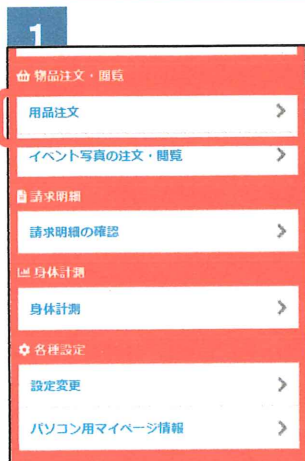 1
物品注文・閲覧
用品注文
イベント写真の注文・閲覧
請求明細
請求明細の確認
身体計測
身体計測
各種設定
設定変更
パソコン用マイページ情報